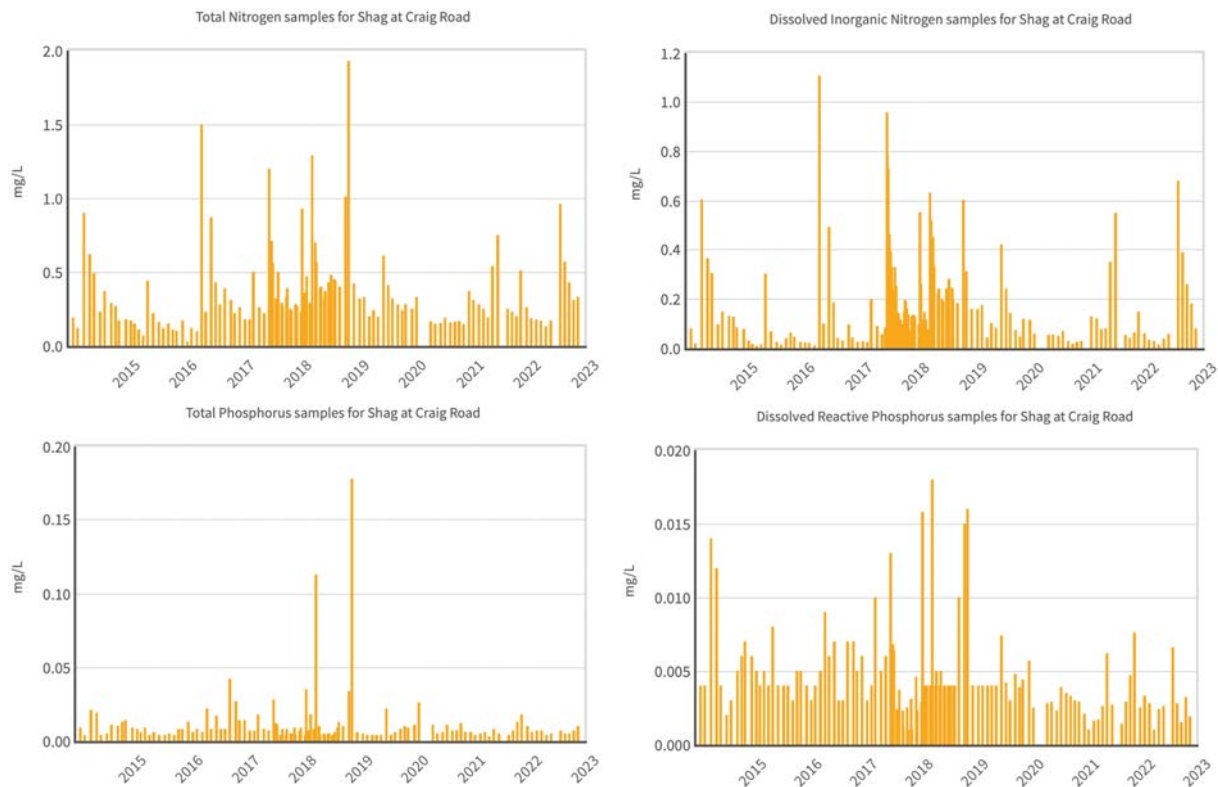 Total Nitrogen samples for Shag at Craig Road
2.0
1.5
1.0
0.5
0.0
mg/L
2015 2016 2017 2018 2019 2020 2021 2022 2023
Dissolved Inorganic Nitrogen samples for Shag at Craig Road
1.2
1.0
0.8
0.6
0.4
0.2
0.0
mg/L
2015 2016 2017 2018 2019 2020 2021 2022 2023
Total Phosphorus samples for Shag at Craig Road
0.20
0.15
0.10
0.05
0.00
mg/L
2015 2016 2017 2018 2019 2020 2021 2022 2023
Dissolved Reactive Phosphorus samples for Shag at Craig Road
0.020
0.015
0.010
0.005
0.000
mg/L
2015 2016 2017 2018 2019 2020 2021 2022 2023